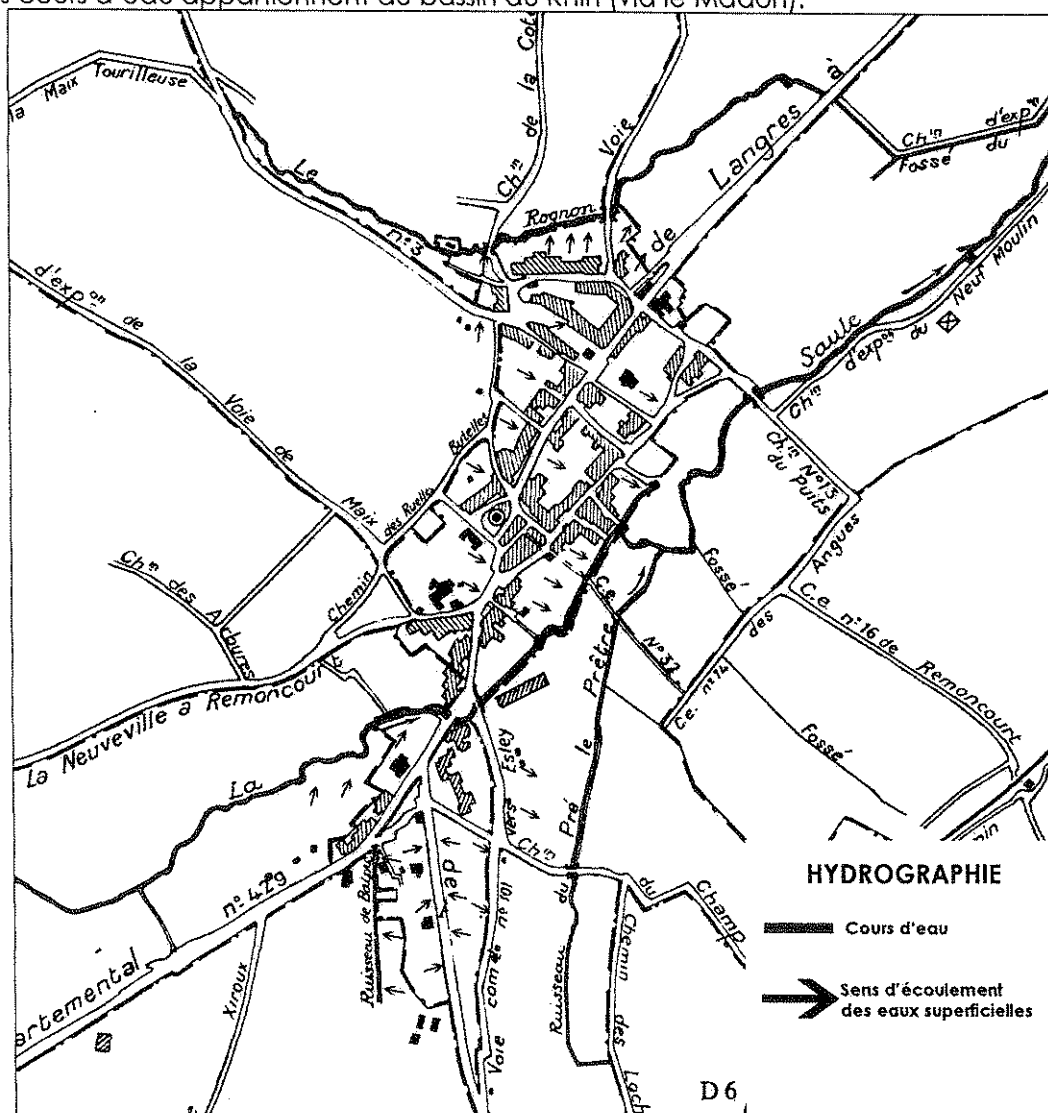 s cours d'eau appartiennent au bassin du Rhin (via le Madon).
la Maix Tourilleuse
Le
Rognon
Ch.in de la Cote
Voie
de Langres à
Ch.in d'exp.on du
Fossé
n° 3
d'exp.on de la Voie de Maix
Saule
Ch.in d'exp.on du Neuf Moulin
Ch.in N°13 du Puits
Chemin des Ruelles
Ch.in des
Angues
Fossé
des
C.e. n° 14
C.e. N° 32
C.e. n° 16 de Remoncourt
Fossé
La Neuveville a Remoncourt
La
Esley
vers
Voie com.le n° 101
de
Ruisseau du Pré le Prêtre
Ch.in du Champ
Chemin des
n° 429
artemental
Xiroux
Ruisseau de
HYDROGRAPHIE
Cours d'eau
Sens d'écoulement
des eaux superficielles
D 6